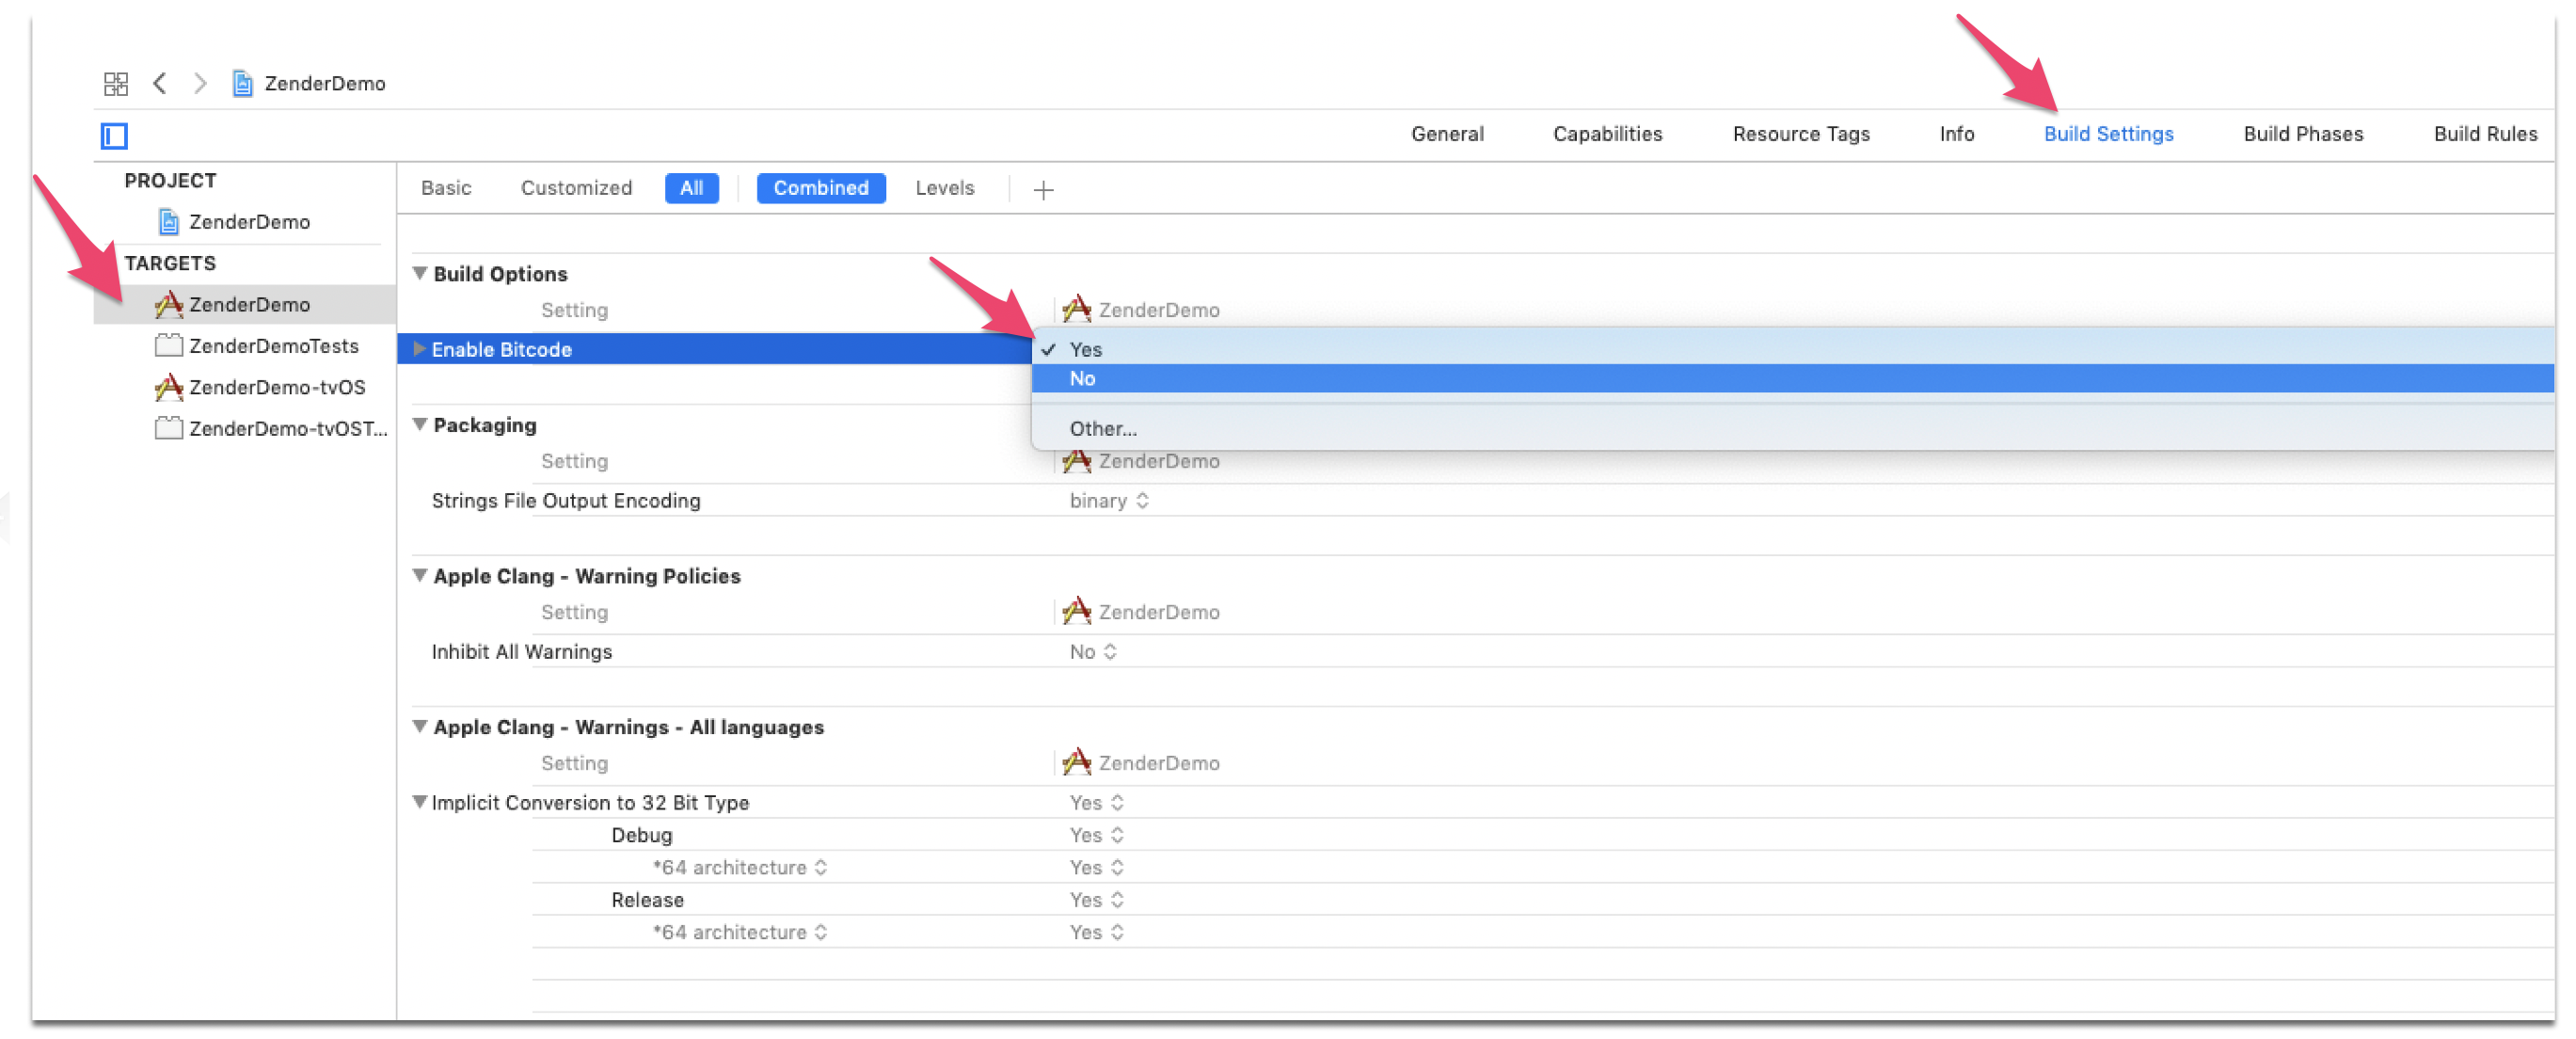 ZenderDemo
General Capabilities Resource Tags Info Build Settings Build Phases Build Rules
PROJECT
ZenderDemo
TARGETS
ZenderDemo
ZenderDemoTests
ZenderDemo-tvOS
ZenderDemo-tvOST...
Basic Customized All Combined Levels
Build Options
Setting ZenderDemo
Enable Bitcode Yes
No
Other...
Packaging
Setting ZenderDemo
Strings File Output Encoding binary
Apple Clang - Warning Policies
Setting ZenderDemo
Inhibit All Warnings No
Apple Clang - Warnings - All languages
Setting ZenderDemo
Implicit Conversion to 32 Bit Type Yes
Debug Yes
*64 architecture Yes
Release Yes
*64 architecture Yes